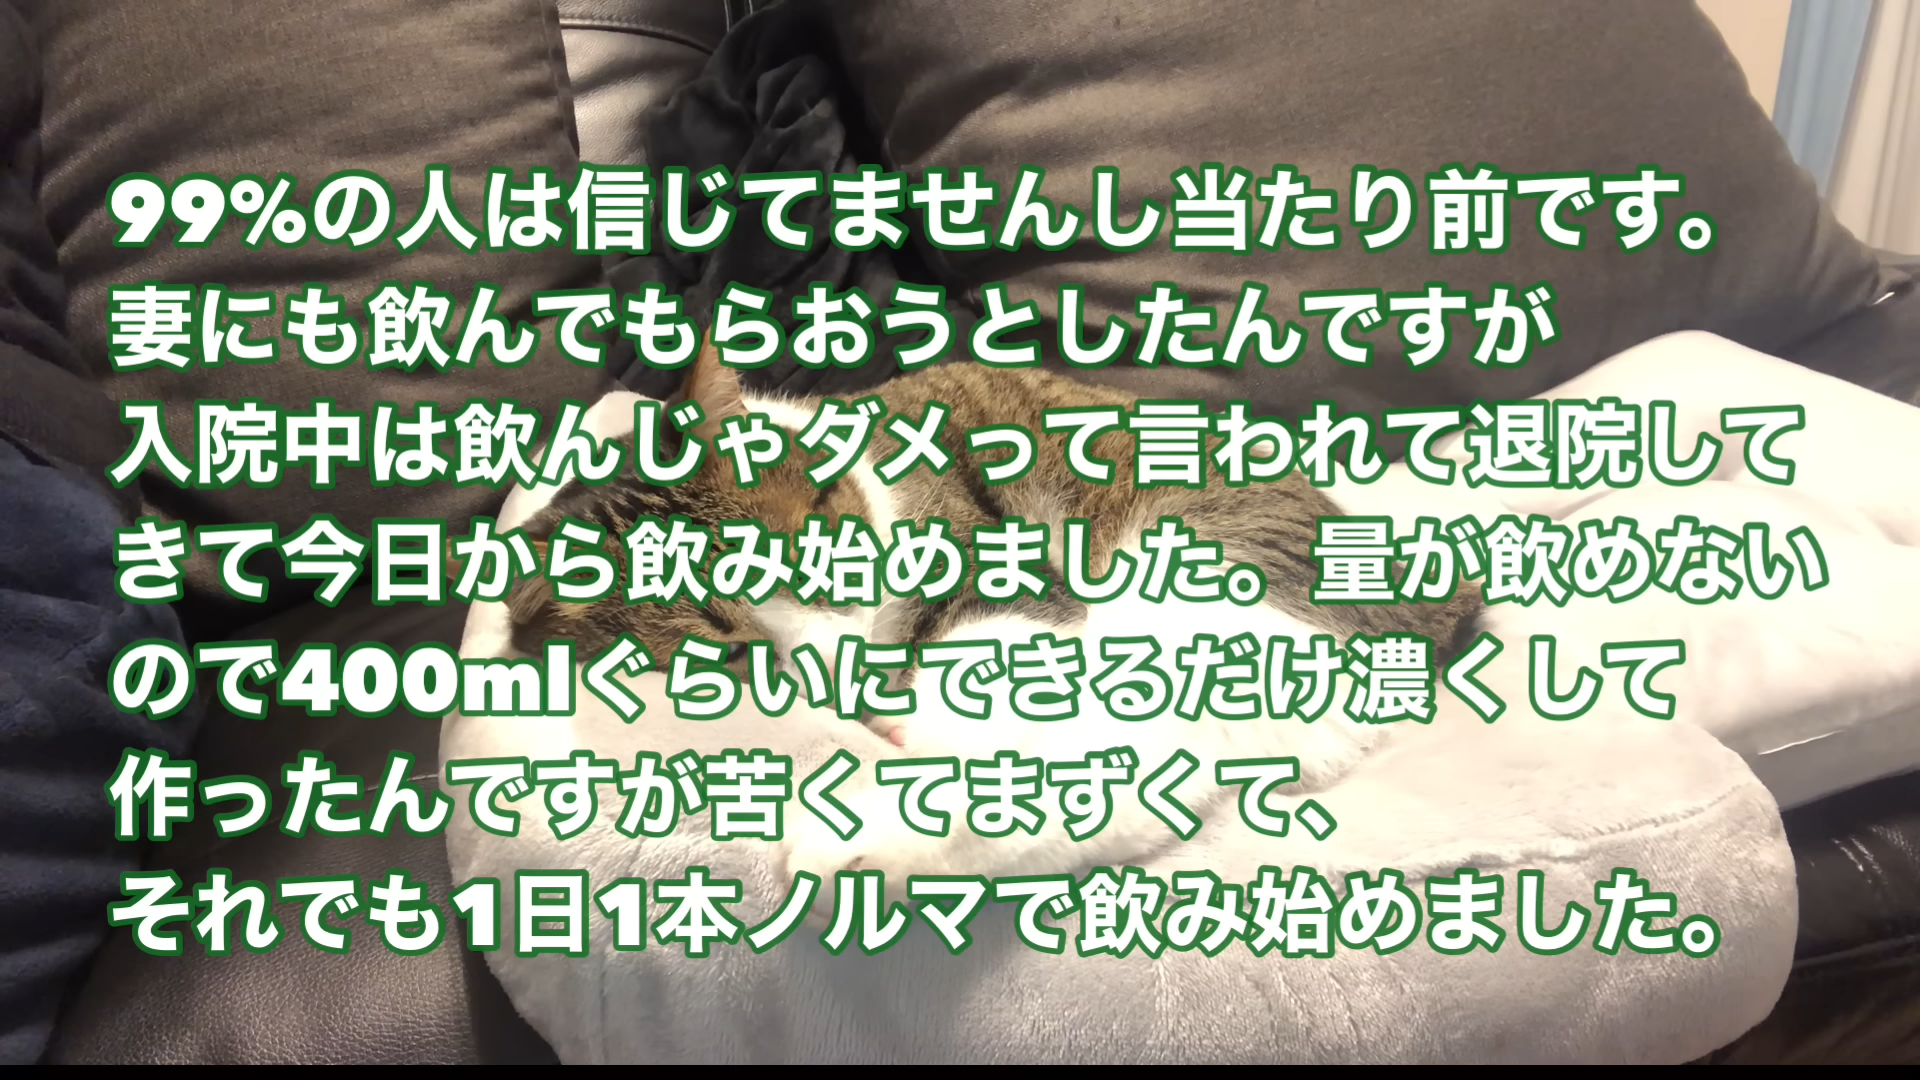 99%の人は信じてませんし当たり前です。
妻にも飲んでもらおうとしたんですが
入院中は飲んじゃダメって言われて退院して
きて今日から飲み始めました。量が飲めない
ので400mlぐらいにできるだけ濃くして
作ったんですが苦くてまずくて、
それでも1日1本ノルマで飲み始めました。